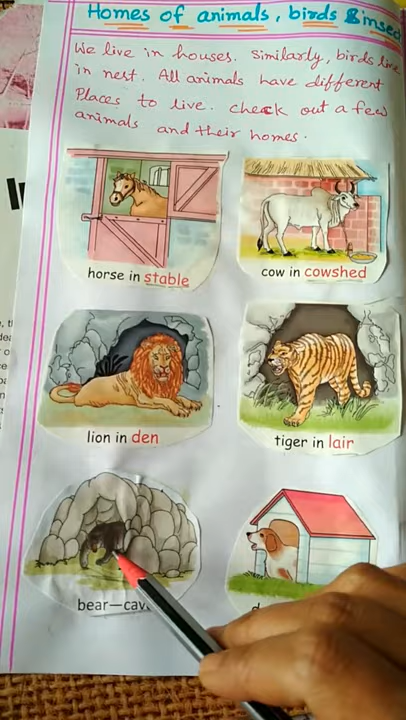 Homes of animals, birds & insec
We live in houses. Similarly, birds live
in nest. All animals have different
Places to live. check out a few
animals and their homes.
horse in stable
cow in cowshed
lion in den
tiger in lair
bear—cav
d